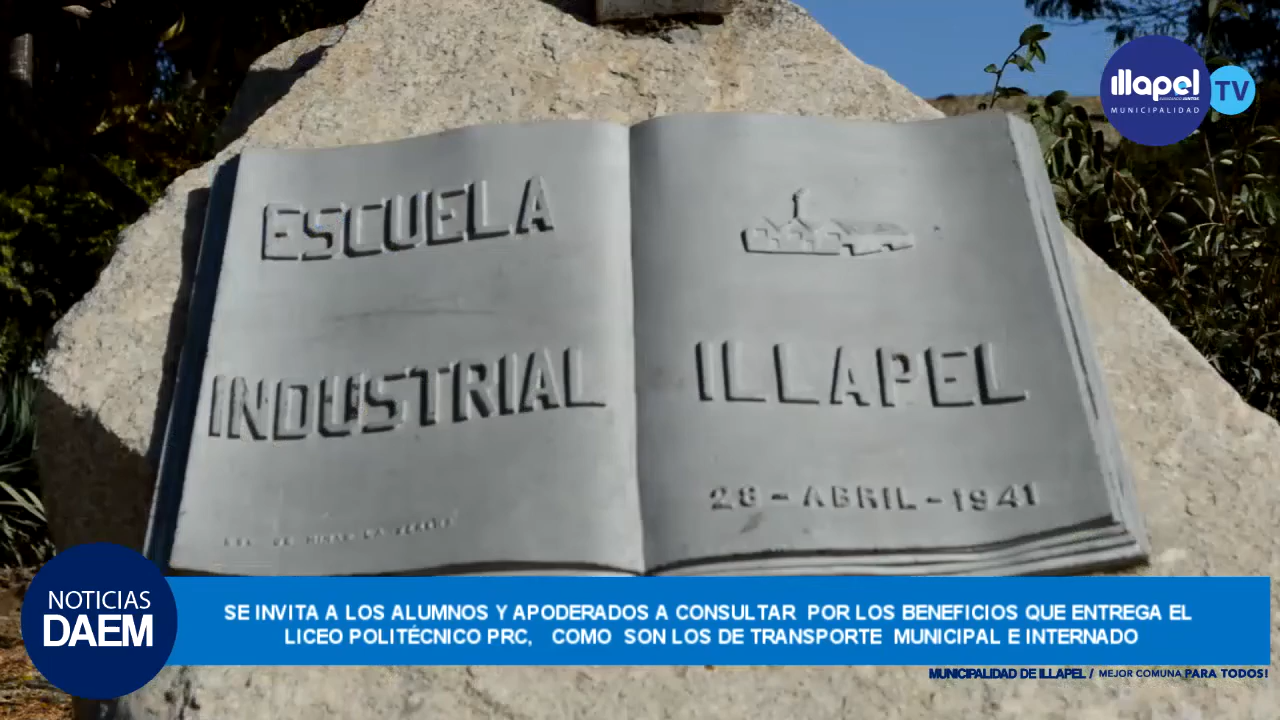 illapel
MUNICIPALIDAD
TV
ESCUELA
INDUSTRIAL
ILLAPEL
28-ABRIL-1941
NOTICIAS
DAEM
SE INVITA A LOS ALUMNOS Y APODERADOS A CONSULTAR POR LOS BENEFICIOS QUE ENTREGA EL
LICEO POLITÉCNICO PRC, COMO SON LOS DE TRANSPORTE MUNICIPAL E INTERNADO
MUNICIPALIDAD DE ILLAPEL / MEJOR COMUNA PARA TODOS!